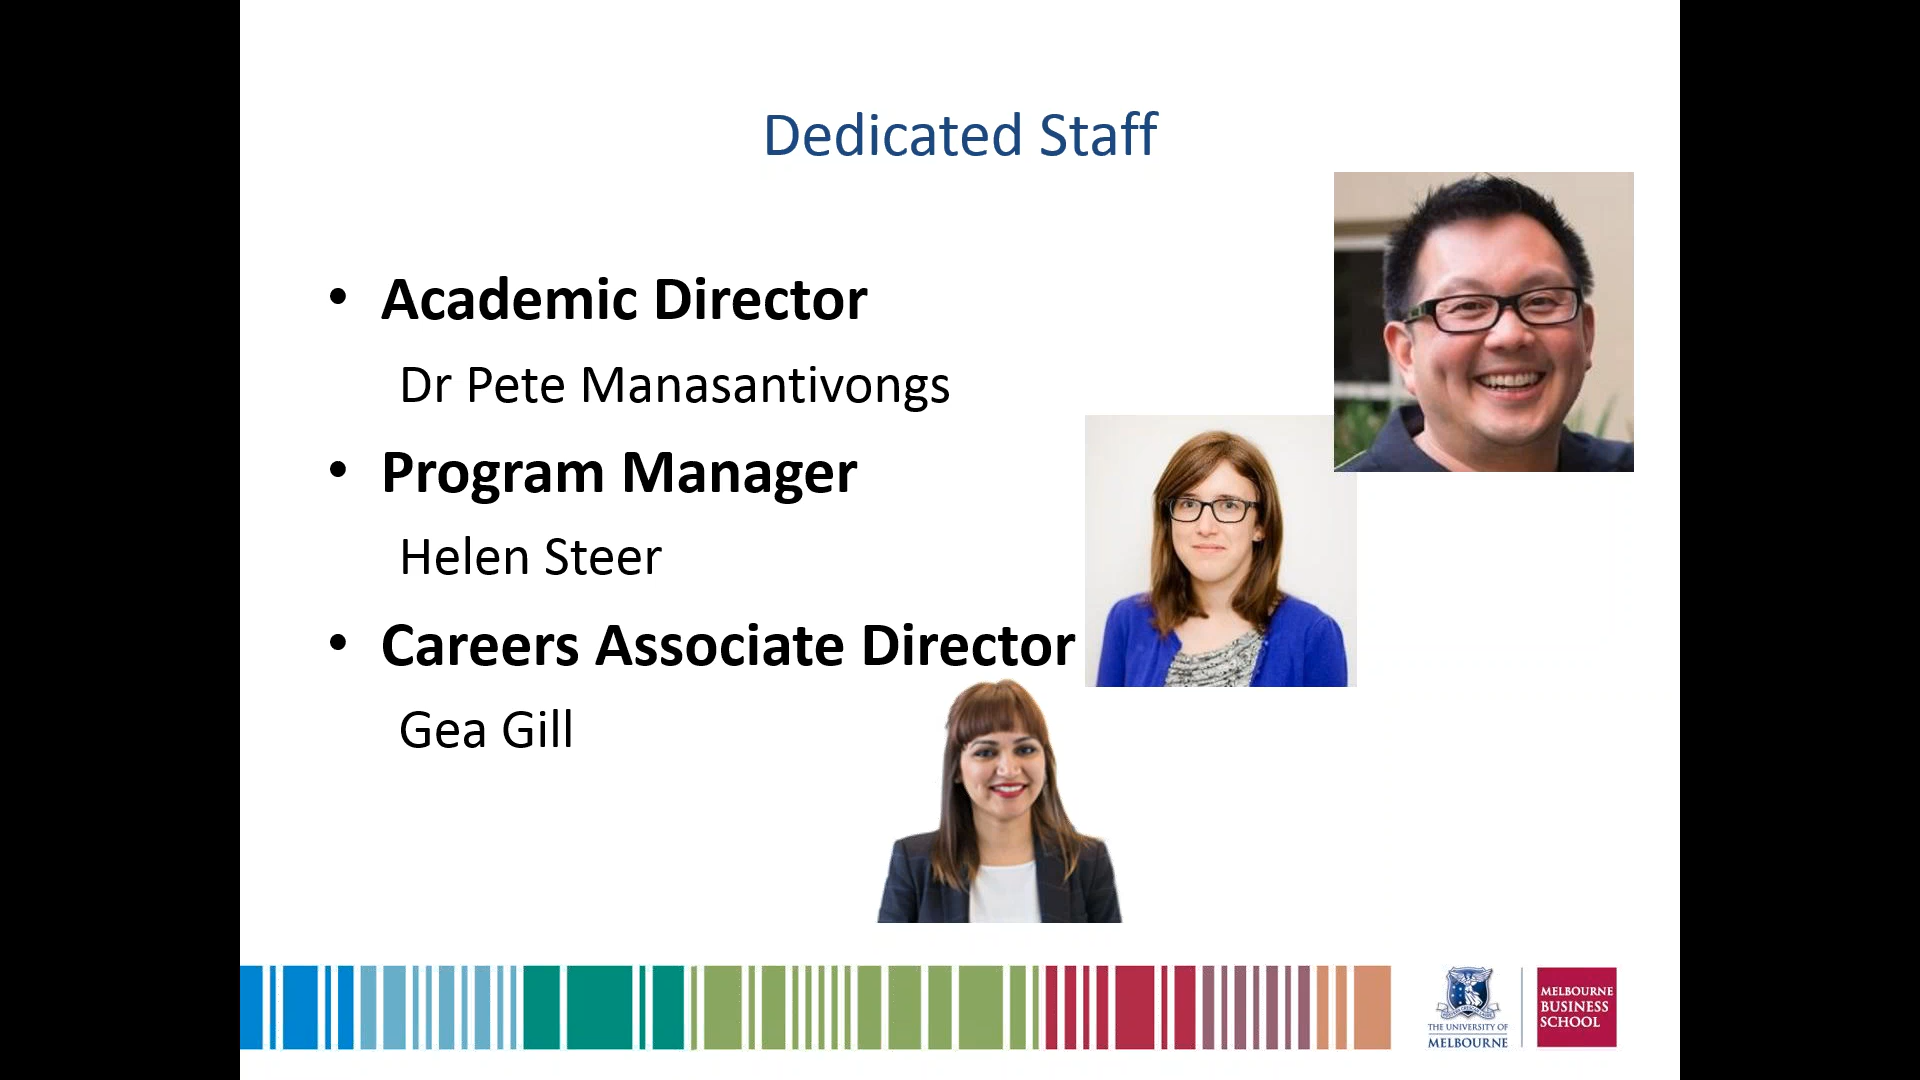 Dedicated Staff
• Academic Director
Dr Pete Manasantivongs
• Program Manager
Helen Steer
• Careers Associate Director
Gea Gill
THE UNIVERSITY OF
MELBOURNE
MELBOURNE
BUSINESS
SCHOOL